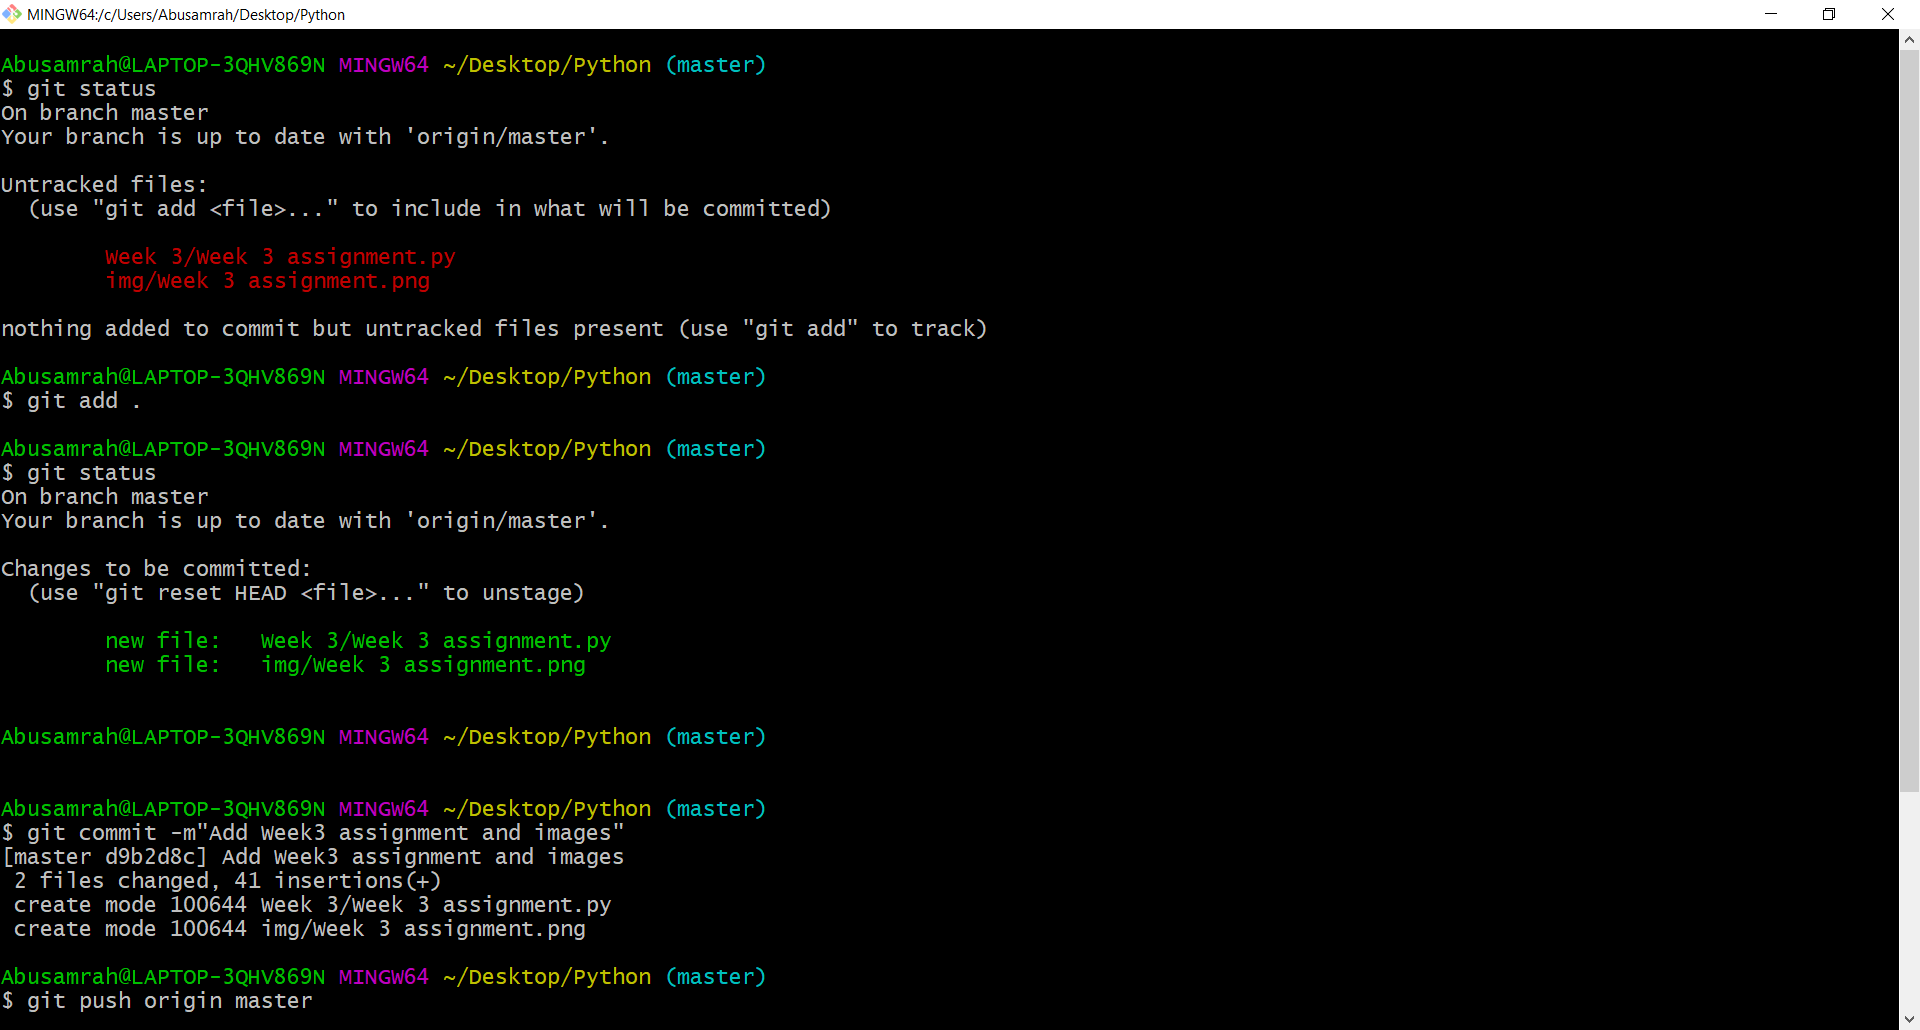 MINGW64:/c/Users/Abusamrah/Desktop/Python
Abusamrah@LAPTOP-3QHV869N MINGW64 ~/Desktop/Python (master)
$ git status
On branch master
Your branch is up to date with 'origin/master'.
Untracked files:
  (use "git add <file>..." to include in what will be committed)
        Week 3/Week 3 assignment.py
        img/Week 3 assignment.png
nothing added to commit but untracked files present (use "git add" to track)
Abusamrah@LAPTOP-3QHV869N MINGW64 ~/Desktop/Python (master)
$ git add .
Abusamrah@LAPTOP-3QHV869N MINGW64 ~/Desktop/Python (master)
$ git status
On branch master
Your branch is up to date with 'origin/master'.
Changes to be committed:
  (use "git reset HEAD <file>..." to unstage)
        new file:   Week 3/Week 3 assignment.py
        new file:   img/Week 3 assignment.png
Abusamrah@LAPTOP-3QHV869N MINGW64 ~/Desktop/Python (master)
Abusamrah@LAPTOP-3QHV869N MINGW64 ~/Desktop/Python (master)
$ git commit -m"Add Week3 assignment and images"
[master d9b2d8c] Add Week3 assignment and images
 2 files changed, 41 insertions(+)
 create mode 100644 Week 3/Week 3 assignment.py
 create mode 100644 img/Week 3 assignment.png
Abusamrah@LAPTOP-3QHV869N MINGW64 ~/Desktop/Python (master)
$ git push origin master